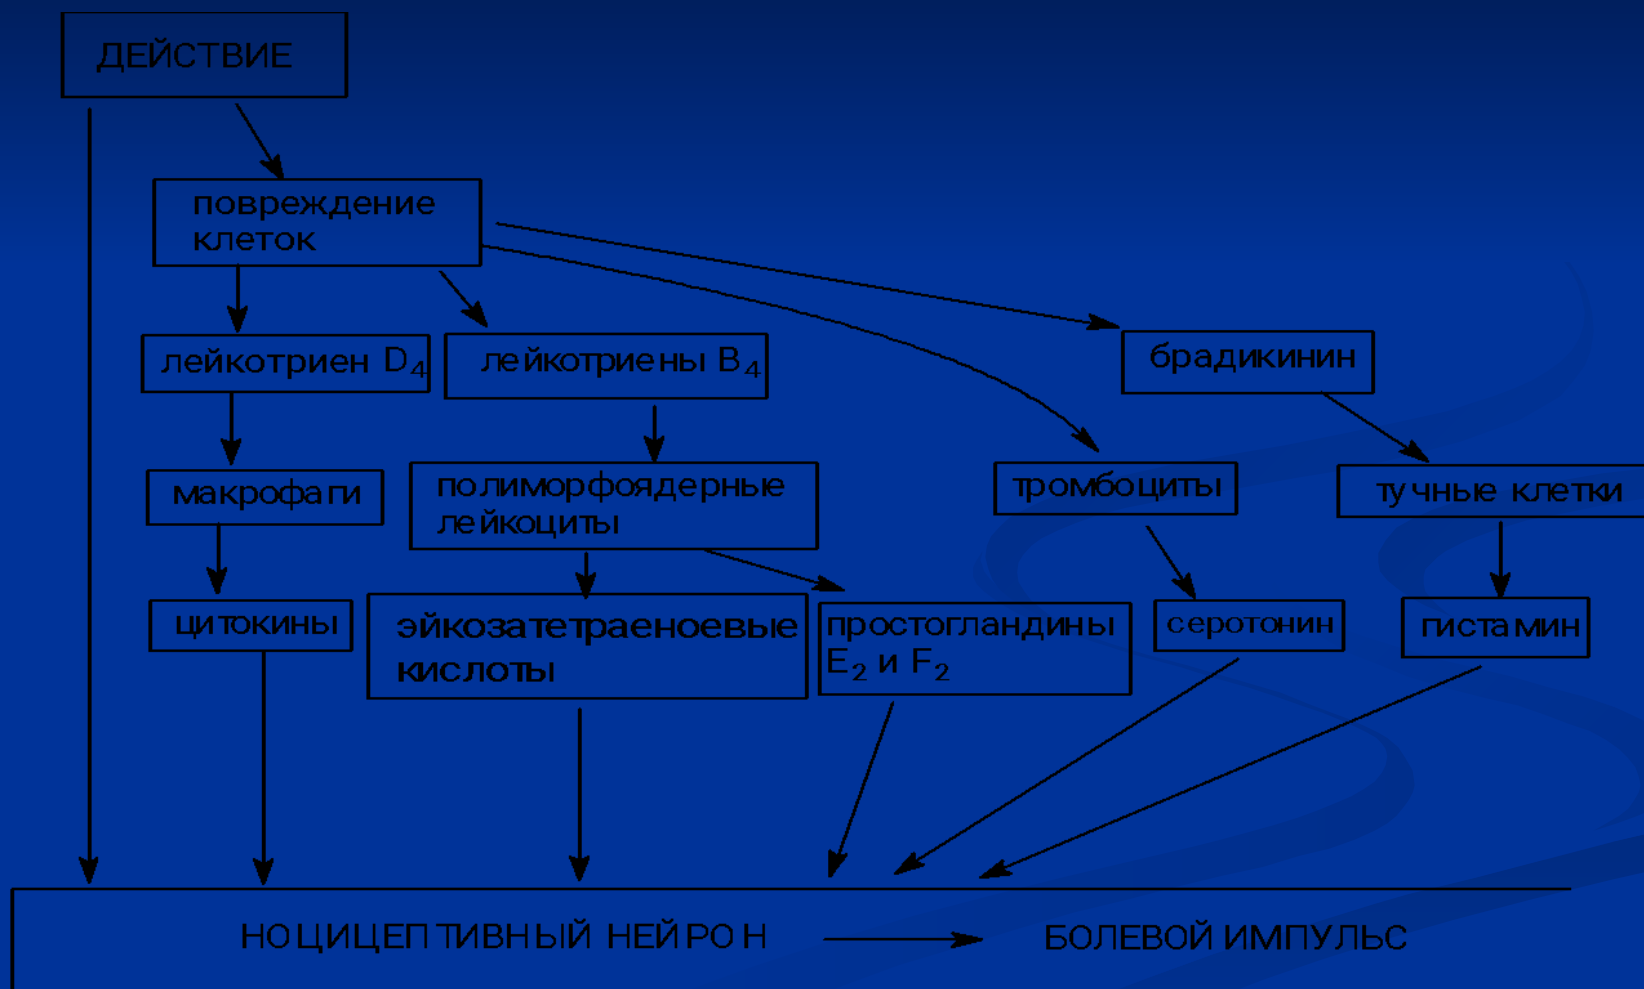 ДЕЙСТВИЕ
повреждение
клеток
лейкотриен D₄
лейкотриены B₄
брадикинин
макрофаги
полиморфоядерные
лейкоциты
тромбоциты
тучные клетки
цитокины
эйкозатетраеноевые
кислоты
простогландины
E₂ и F₂
серотонин
гистамин
НОЦИЦЕПТИВНЫЙ НЕЙРОН
БОЛЕВОЙ ИМПУЛЬС